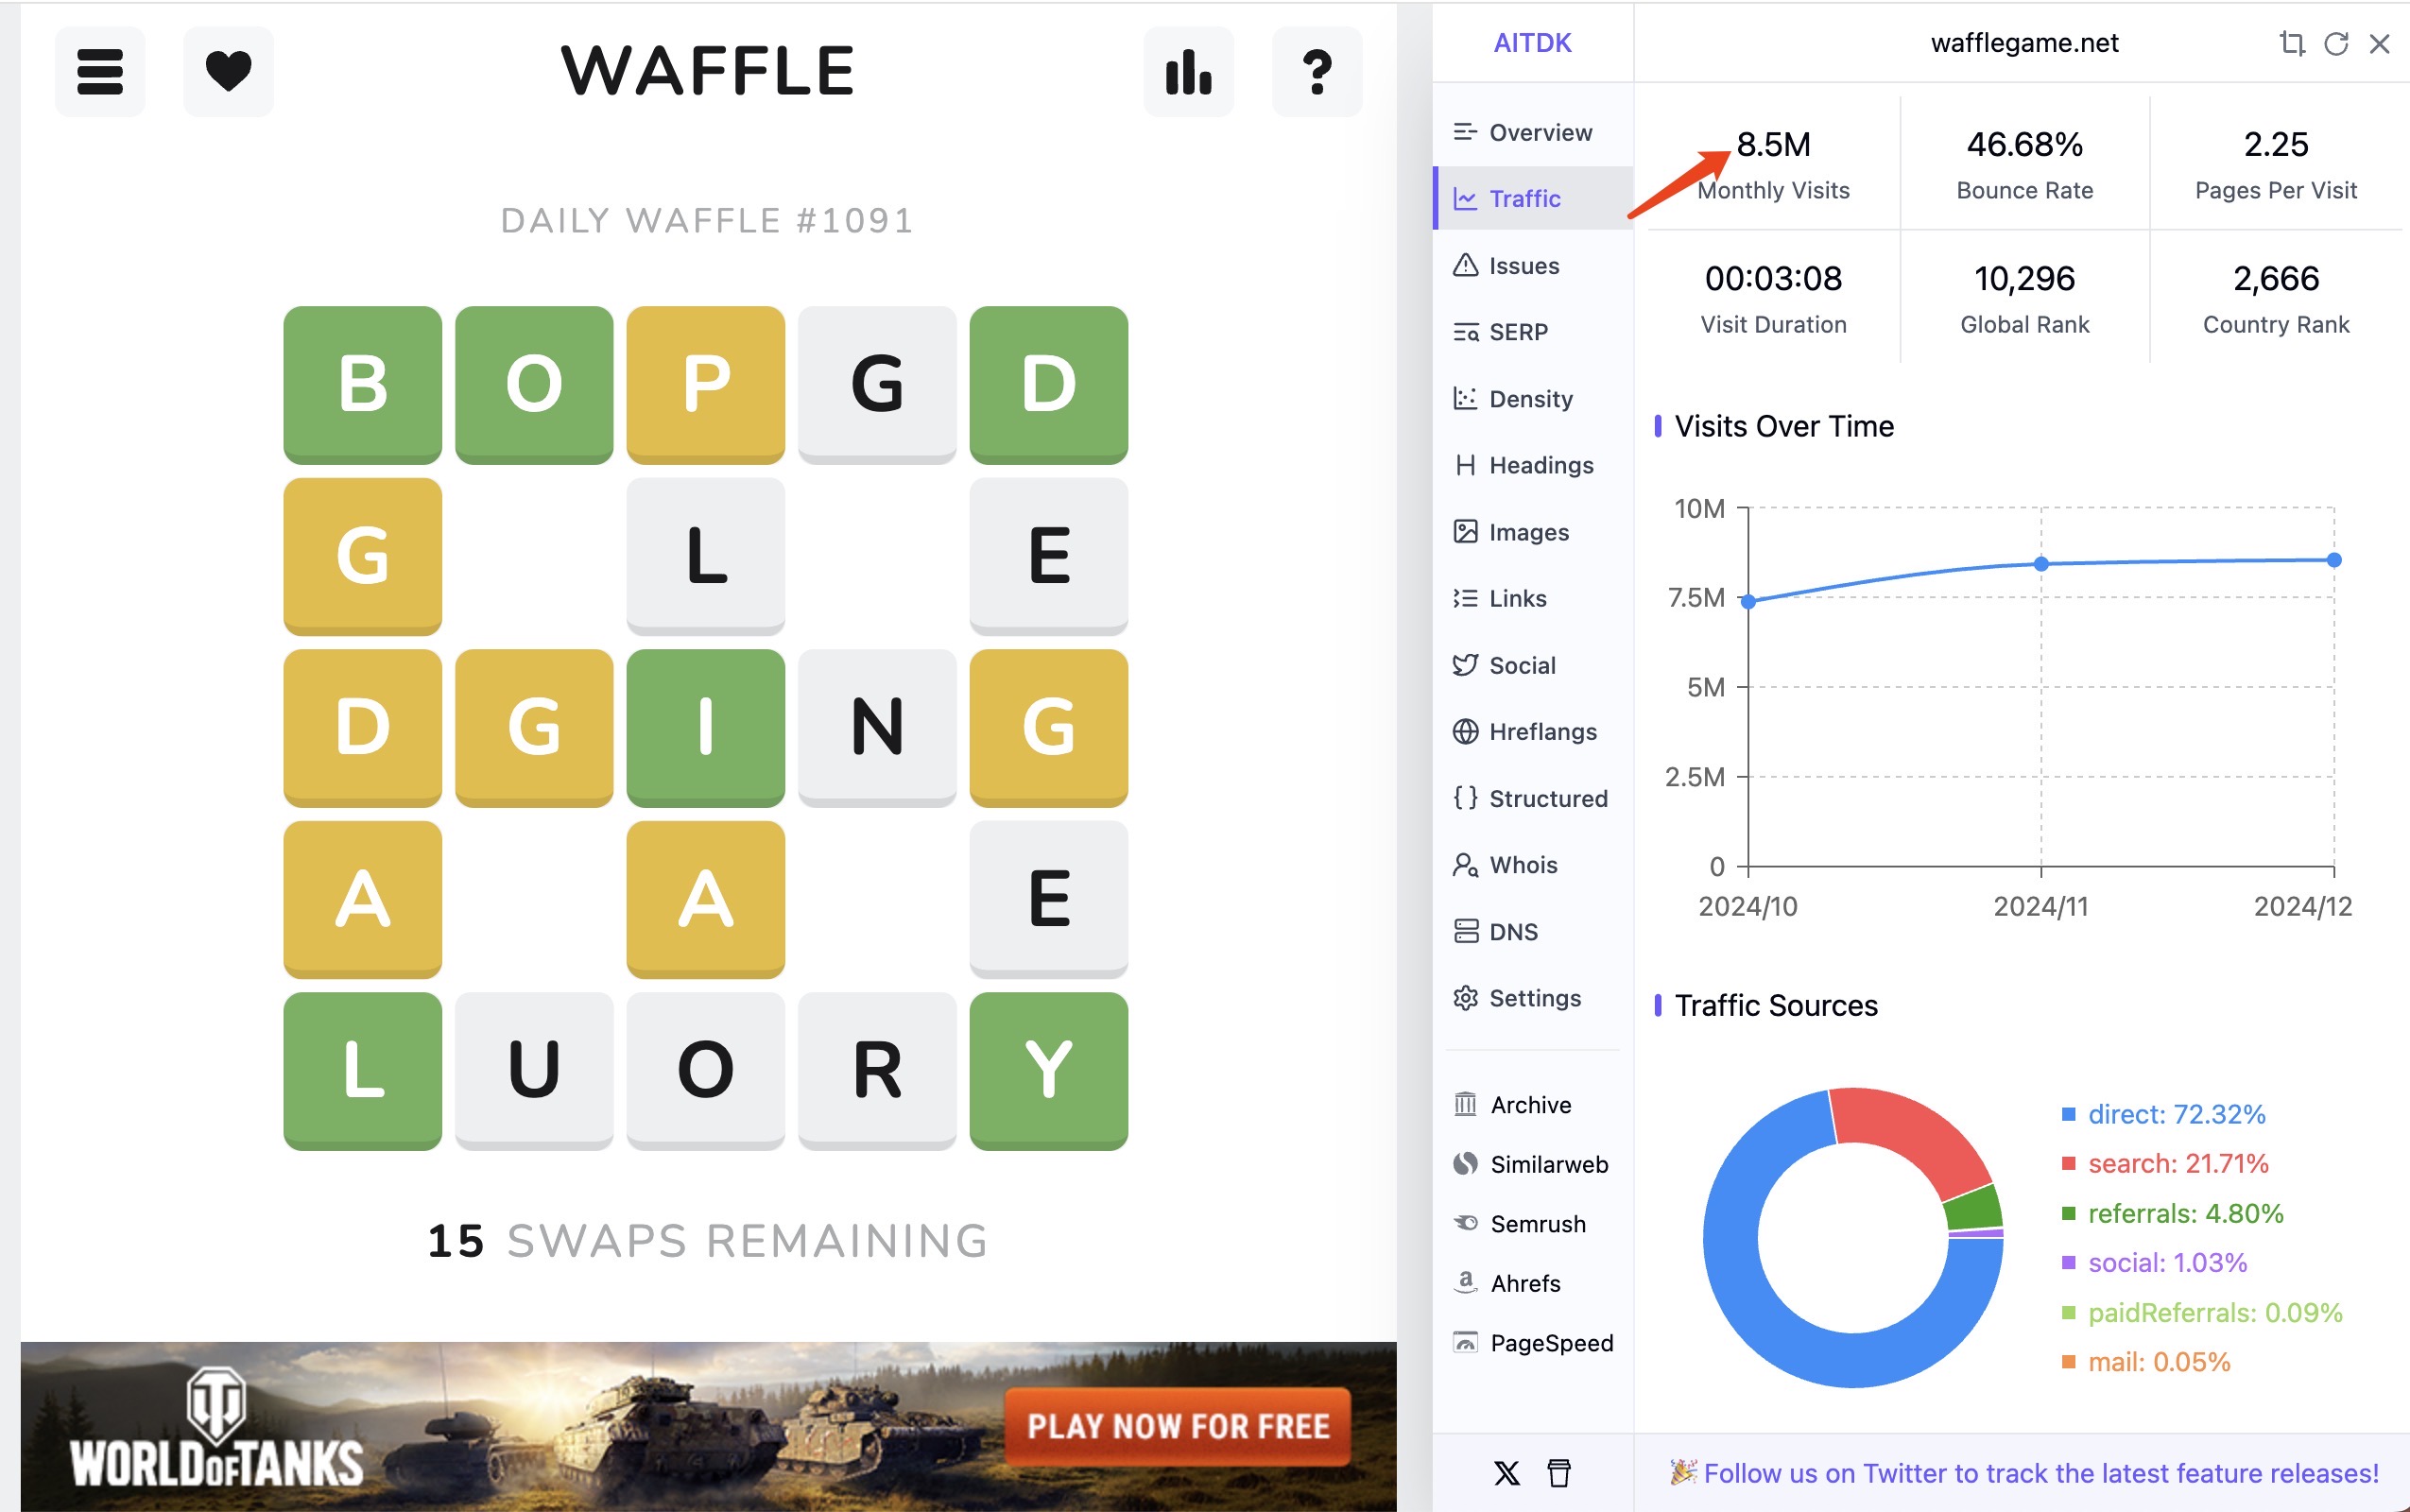 WAFFLE
DAILY WAFFLE #1091
B O P G D
G L E
D G I N G
A A E
L U O R Y
15 SWAPS REMAINING
WORLD OF TANKS
PLAY NOW FOR FREE
AITDK
wafflegame.net
Overview
Traffic
Issues
SERP
Density
Headings
Images
Links
Social
Hreflangs
Structured
Whois
DNS
Settings
Archive
Similarweb
Semrush
Ahrefs
PageSpeed
8.5M
Monthly Visits
46.68%
Bounce Rate
2.25
Pages Per Visit
00:03:08
Visit Duration
10,296
Global Rank
2,666
Country Rank
Visits Over Time
10M
7.5M
5M
2.5M
0
2024/10 2024/11 2024/12
Traffic Sources
direct: 72.32%
search: 21.71%
referrals: 4.80%
social: 1.03%
paidReferrals: 0.09%
mail: 0.05%
🎉 Follow us on Twitter to track the latest feature releases!